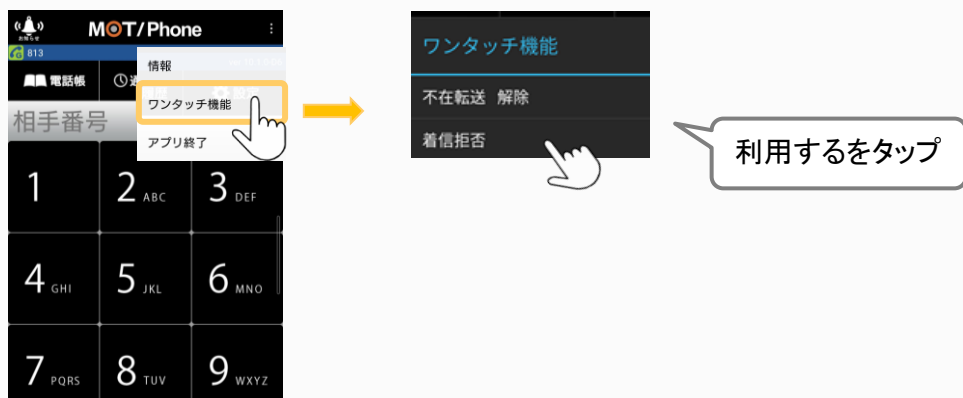 お知らせ
MOT/Phone
813
情報
電話帳
ワンタッチ機能
アプリ終了
相手番号
1
2 ABC
3 DEF
4 GHI
5 JKL
6 MNO
7 PQRS
8 TUV
9 WXYZ
ワンタッチ機能
不在転送 解除
着信拒否
利用するをタップ